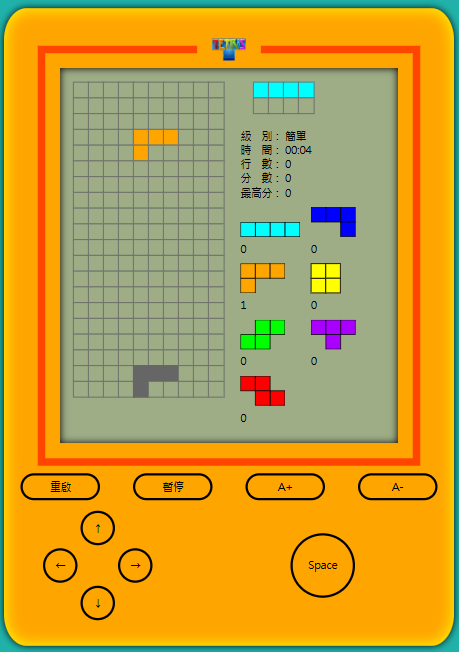 TETRIS
級 別： 簡單
時 間： 00:04
行 數： 0
分 數： 0
最高分： 0
0 0
1 0
0 0
0
重啟 暫停 A+ A-
↑
← → Space
↓